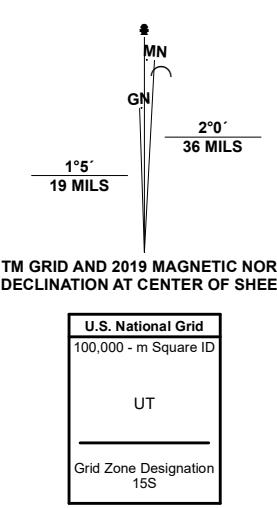 MN
GN
2°0´
36 MILS
1°5´
19 MILS
TM GRID AND 2019 MAGNETIC NOR
DECLINATION AT CENTER OF SHEE
U.S. National Grid
100,000 - m Square ID
UT
Grid Zone Designation
15S